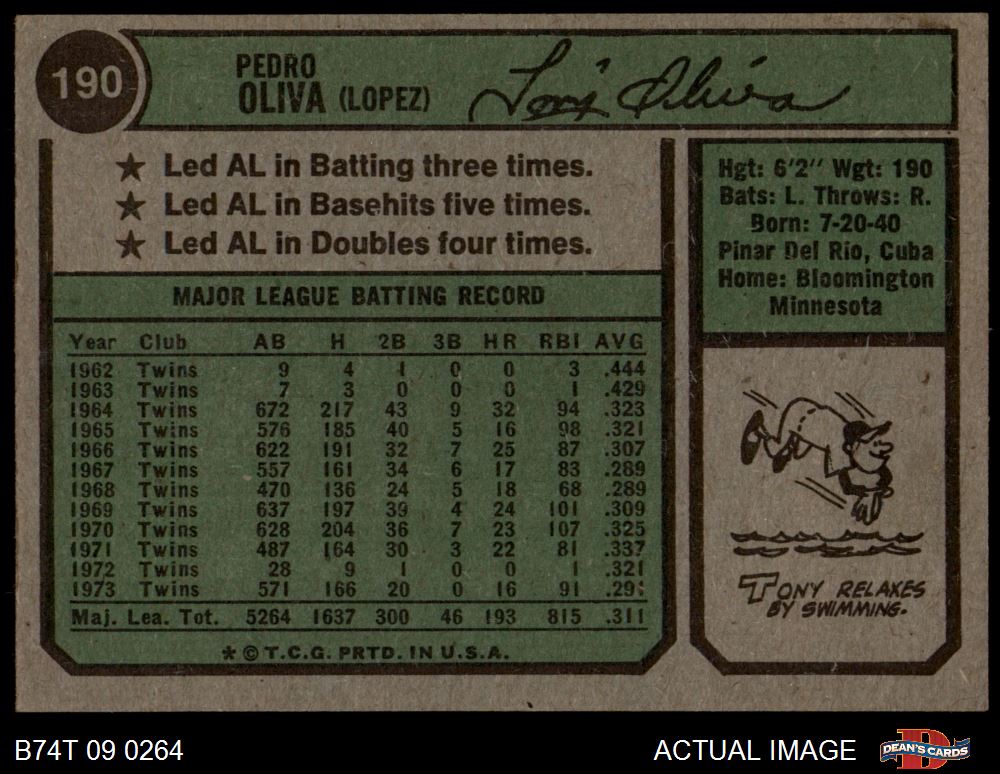 190
PEDRO
OLIVA (LOPEZ)
Tony Oliva
★ Led AL in Batting three times.
★ Led AL in Basehits five times.
★ Led AL in Doubles four times.
MAJOR LEAGUE BATTING RECORD
Year Club AB H 2B 3B HR RBI AVG
1962 Twins 9 4 1 0 0 3 .444
1963 Twins 7 3 0 0 0 1 .429
1964 Twins 672 217 43 9 32 94 .323
1965 Twins 576 185 40 5 16 98 .321
1966 Twins 622 191 32 7 25 87 .307
1967 Twins 557 161 34 6 17 83 .289
1968 Twins 470 136 24 5 18 68 .289
1969 Twins 637 197 39 4 24 101 .309
1970 Twins 628 204 36 7 23 107 .325
1971 Twins 487 164 30 3 22 81 .337
1972 Twins 28 9 1 0 0 1 .321
1973 Twins 571 166 20 0 16 91 .291
Maj. Lea. Tot. 5264 1637 300 46 193 815 .311
* © T.C.G. PRTD. IN U.S.A.
Hgt: 6'2" Wgt: 190
Bats: L. Throws: R.
Born: 7-20-40
Pinar Del Rio, Cuba
Home: Bloomington
Minnesota
TONY RELAXES
BY SWIMMING.
B74T 09 0264
ACTUAL IMAGE
DEAN'S CARDS